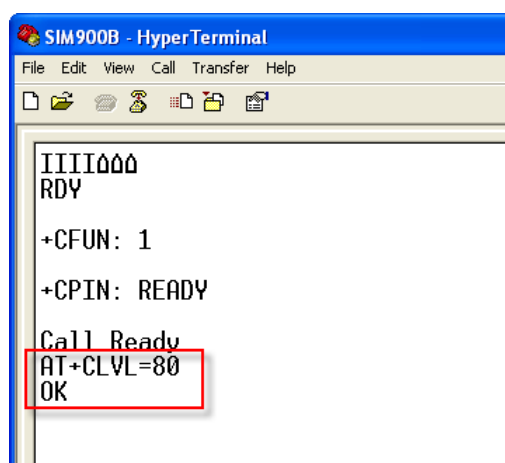 SIM900B - HyperTerminal
File Edit View Call Transfer Help
IIIIÛÛÛ
RDY
+CFUN: 1
+CPIN: READY
Call Ready
AT+CLVL=80
OK